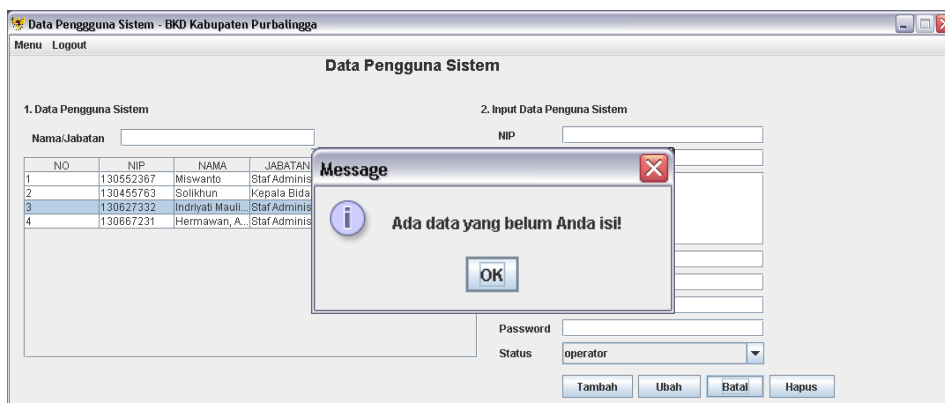 Data Penggguna Sistem - BKD Kabupaten Purbalingga
Menu Logout
Data Pengguna Sistem
1. Data Pengguna Sistem
Nama/Jabatan
NO NIP NAMA JABATAN
1 130552367 Miswanto Staf Adminis
2 130455763 Solikhun Kepala Bida
3 130627332 Indriyati Mauli... Staf Adminis
4 130667231 Hermawan, A... Staf Adminis
2. Input Data Penguna Sistem
NIP
Message
Ada data yang belum Anda isi!
OK
Password
Status operator
Tambah Ubah Batal Hapus